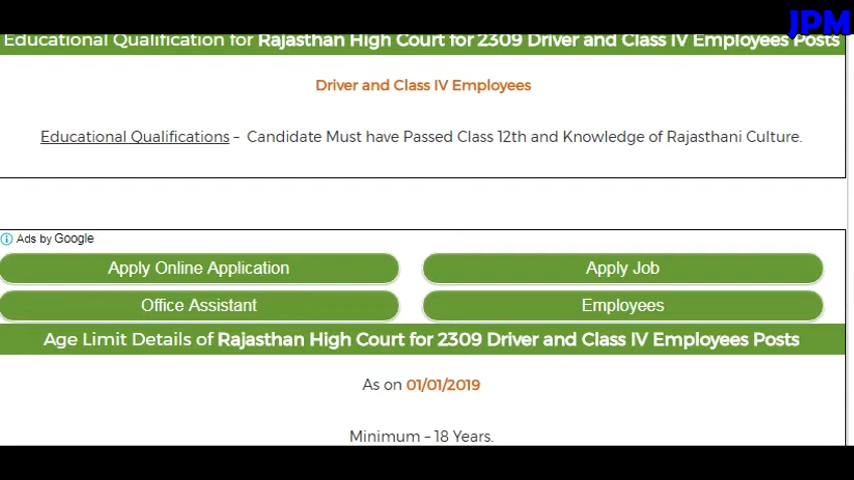 JPM
Educational Qualification for Rajasthan High Court for 2309 Driver and Class IV Employees Posts
Driver and Class IV Employees
Educational Qualifications – Candidate Must have Passed Class 12th and Knowledge of Rajasthani Culture.
Ads by Google
Apply Online Application
Apply Job
Office Assistant
Employees
Age Limit Details of Rajasthan High Court for 2309 Driver and Class IV Employees Posts
As on 01/01/2019
Minimum – 18 Years.